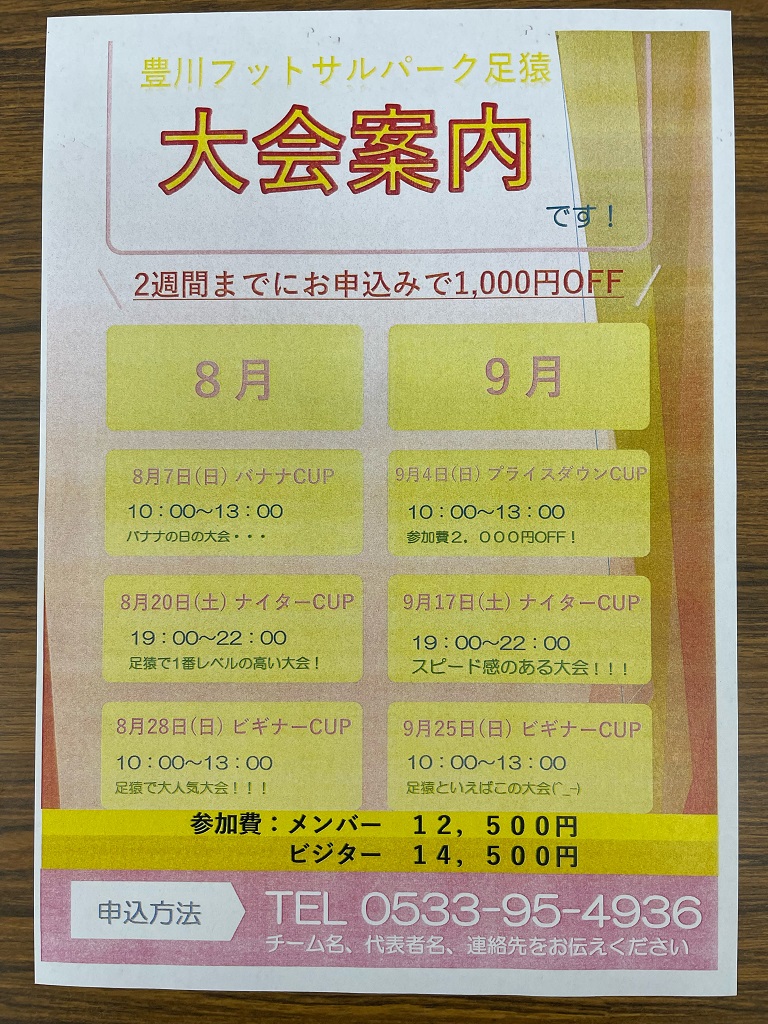 豊川フットサルパーク足猿
大会案内
です！
2週間までにお申込みで1,000円OFF
8月
9月
8月7日(日) バナナCUP
10：00～13：00
バナナの日の大会・・・
9月4日(日) プライスダウンCUP
10：00～13：00
参加費２．０００円OFF！
8月20日(土) ナイターCUP
19：00～22：00
足猿で1番レベルの高い大会！
9月17日(土) ナイターCUP
19：00～22：00
スピード感のある大会！！！
8月28日(日) ビギナーCUP
10：00～13：00
足猿で大人気大会！！！
9月25日(日) ビギナーCUP
10：00～13：00
足猿といえばこの大会(^_-)
参加費：メンバー　１２，５００円
ビジター　１４，５００円
申込方法
TEL 0533-95-4936
チーム名、代表者名、連絡先をお伝えください